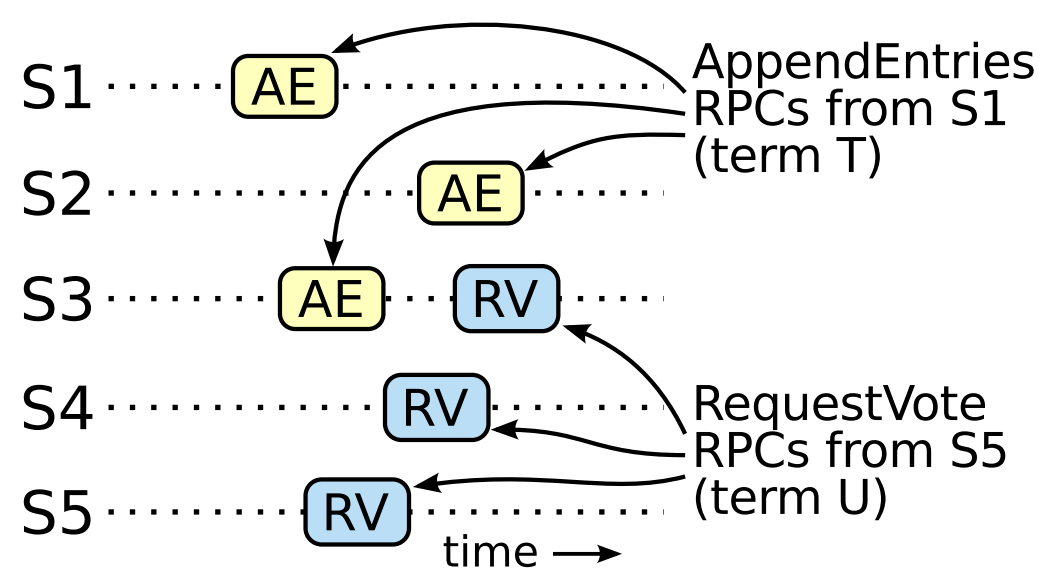 S1 AE
AppendEntries
RPCs from S1
(term T)
S2 AE
S3 AE RV
S4 RV
RequestVote
RPCs from S5
(term U)
S5 RV
time